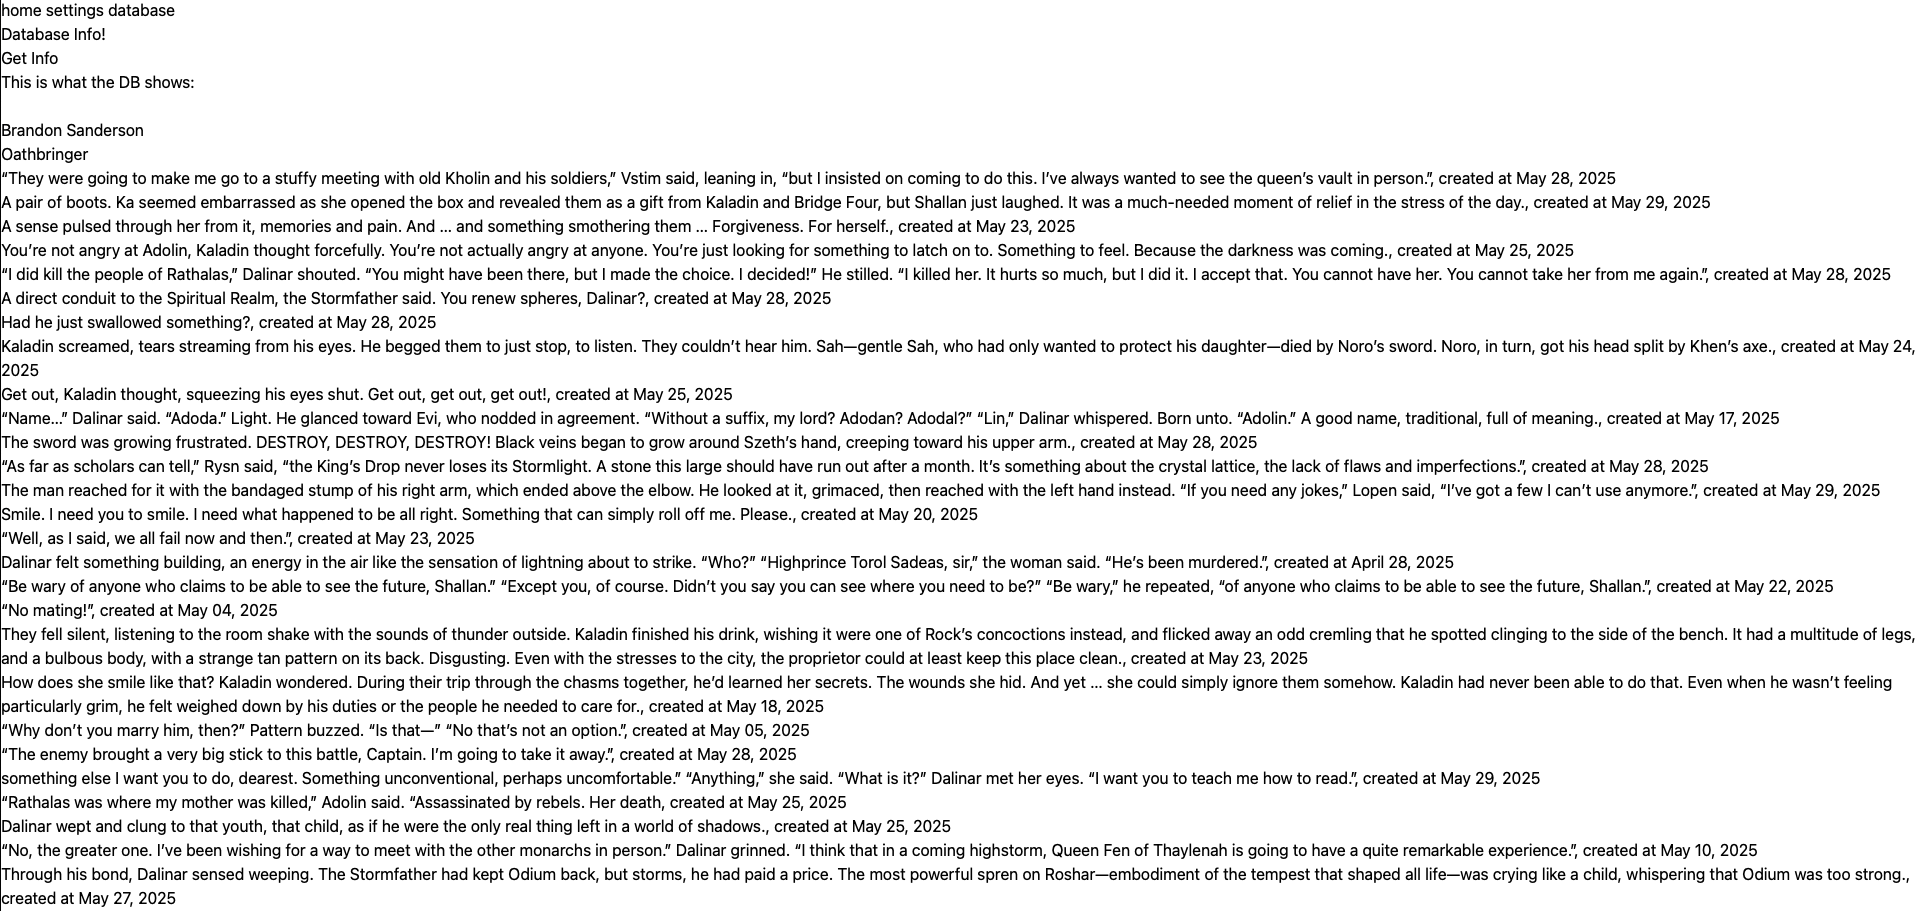 home settings database
Database Info!
Get Info
This is what the DB shows:
Brandon Sanderson
Oathbringer
“They were going to make me go to a stuffy meeting with old Kholin and his soldiers,” Vstim said, leaning in, “but I insisted on coming to do this. I’ve always wanted to see the queen’s vault in person.”, created at May 28, 2025
A pair of boots. Ka seemed embarrassed as she opened the box and revealed them as a gift from Kaladin and Bridge Four, but Shallan just laughed. It was a much-needed moment of relief in the stress of the day., created at May 29, 2025
A sense pulsed through her from it, memories and pain. And … and something smothering them … Forgiveness. For herself., created at May 23, 2025
You’re not angry at Adolin, Kaladin thought forcefully. You’re not actually angry at anyone. You’re just looking for something to latch on to. Something to feel. Because the darkness was coming., created at May 25, 2025
“I did kill the people of Rathalas,” Dalinar shouted. “You might have been there, but I made the choice. I decided!” He stilled. “I killed her. It hurts so much, but I did it. I accept that. You cannot have her. You cannot take her from me again.”, created at May 28, 2025
A direct conduit to the Spiritual Realm, the Stormfather said. You renew spheres, Dalinar?, created at May 28, 2025
Had he just swallowed something?, created at May 28, 2025
Kaladin screamed, tears streaming from his eyes. He begged them to just stop, to listen. They couldn’t hear him. Sah—gentle Sah, who had only wanted to protect his daughter—died by Noro’s sword. Noro, in turn, got his head split by Khen’s axe., created at May 24,
2025
Get out, Kaladin thought, squeezing his eyes shut. Get out, get out, get out!, created at May 25, 2025
“Name…” Dalinar said. “Adoda.” Light. He glanced toward Evi, who nodded in agreement. “Without a suffix, my lord? Adodan? Adodal?” “Lin,” Dalinar whispered. Born unto. “Adolin.” A good name, traditional, full of meaning., created at May 17, 2025
The sword was growing frustrated. DESTROY, DESTROY, DESTROY! Black veins began to grow around Szeth’s hand, creeping toward his upper arm., created at May 28, 2025
“As far as scholars can tell,” Rysn said, “the King’s Drop never loses its Stormlight. A stone this large should have run out after a month. It’s something about the crystal lattice, the lack of flaws and imperfections.”, created at May 28, 2025
The man reached for it with the bandaged stump of his right arm, which ended above the elbow. He looked at it, grimaced, then reached with the left hand instead. “If you need any jokes,” Lopen said, “I’ve got a few I can’t use anymore.”, created at May 29, 2025
Smile. I need you to smile. I need what happened to be all right. Something that can simply roll off me. Please., created at May 20, 2025
“Well, as I said, we all fail now and then.”, created at May 23, 2025
Dalinar felt something building, an energy in the air like the sensation of lightning about to strike. “Who?” “Highprince Torol Sadeas, sir,” the woman said. “He’s been murdered.”, created at April 28, 2025
“Be wary of anyone who claims to be able to see the future, Shallan.” “Except you, of course. Didn’t you say you can see where you need to be?” “Be wary,” he repeated, “of anyone who claims to be able to see the future, Shallan.”, created at May 22, 2025
“No mating!”, created at May 04, 2025
They fell silent, listening to the room shake with the sounds of thunder outside. Kaladin finished his drink, wishing it were one of Rock’s concoctions instead, and flicked away an odd cremling that he spotted clinging to the side of the bench. It had a multitude of legs,
and a bulbous body, with a strange tan pattern on its back. Disgusting. Even with the stresses to the city, the proprietor could at least keep this place clean., created at May 23, 2025
How does she smile like that? Kaladin wondered. During their trip through the chasms together, he’d learned her secrets. The wounds she hid. And yet … she could simply ignore them somehow. Kaladin had never been able to do that. Even when he wasn’t feeling
particularly grim, he felt weighed down by his duties or the people he needed to care for., created at May 18, 2025
“Why don’t you marry him, then?” Pattern buzzed. “Is that—” “No that’s not an option.”, created at May 05, 2025
“The enemy brought a very big stick to this battle, Captain. I’m going to take it away.”, created at May 28, 2025
something else I want you to do, dearest. Something unconventional, perhaps uncomfortable.” “Anything,” she said. “What is it?” Dalinar met her eyes. “I want you to teach me how to read.”, created at May 29, 2025
“Rathalas was where my mother was killed,” Adolin said. “Assassinated by rebels. Her death, created at May 25, 2025
Dalinar wept and clung to that youth, that child, as if he were the only real thing left in a world of shadows., created at May 25, 2025
“No, the greater one. I’ve been wishing for a way to meet with the other monarchs in person.” Dalinar grinned. “I think that in a coming highstorm, Queen Fen of Thaylenah is going to have a quite remarkable experience.”, created at May 10, 2025
Through his bond, Dalinar sensed weeping. The Stormfather had kept Odium back, but storms, he had paid a price. The most powerful spren on Roshar—embodiment of the tempest that shaped all life—was crying like a child, whispering that Odium was too strong.,
created at May 27, 2025